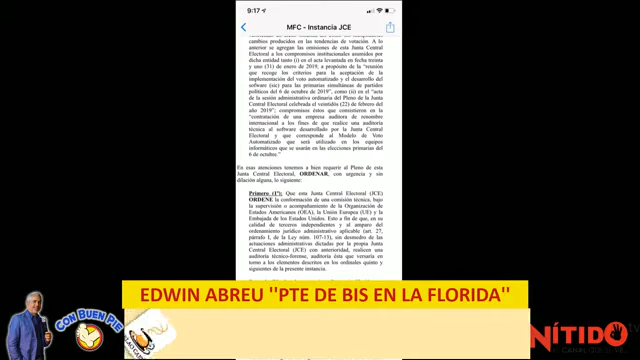 9:17
MFC - Instancia JCE
cambios producidos en las tendencias de votación. A lo
anterior se agregan las omisiones de esta Junta Central
Electoral a los compromisos institucionales asumidos por
dicha entidad tanto (i) en el acta levantada en fecha treinta
y uno (31) de enero de 2019, a propósito de la "reunión
que recoge los criterios para la aceptación de la
implementación del voto automatizado y el desarrollo del
sofware (sic) para las primarias simultáneas de partidos
políticos del 6 de octubre de 2019", como (ii) en el "acta de
la sesión administrativa ordinaria del Pleno de la Junta
Central Electoral celebrada el veintidós (22) de febrero del
año 2019"; compromisos éstos que consistieron en la
"contratación de una empresa auditora de renombre
internacional a los fines de que realice una auditoría
técnica al software desarrollado por la Junta Central
Electoral y que corresponde al Modelo de Voto
Automatizado que será utilizado en los equipos
informáticos que se usarán en las elecciones primarias del
6 de octubre."
En esas atenciones tenemos a bien requerir al Pleno de esta
Junta Central Electoral, ORDENAR, con urgencia y sin
dilación alguna, lo siguiente:
Primero (1º): Que esta Junta Central Electoral (JCE)
ORDENE la conformación de una comisión técnica, bajo
la supervisión o acompañamiento de la Organización de
Estados Americanos (OEA), la Unión Europea (UE) y la
Embajada de los Estados Unidos. Esto a fin de que, en
su calidad de terceros independientes y al amparo del
ordenamiento jurídico administrativo aplicable (art. 27,
párrafo I, de la Ley núm. 107-13), sin desmedro de las
actuaciones administrativas dictadas por la propia Junta
Central Electoral (JCE) con anterioridad, realicen una
auditoría técnico-forense, auditoría ésta que versaría en
torno a los elementos descritos en los ordinales quinto y
siguientes de la presente instancia.
EDWIN ABREU "PTE DE BIS EN LA FLORIDA"
CON BUEN PIE
NÍTIDO